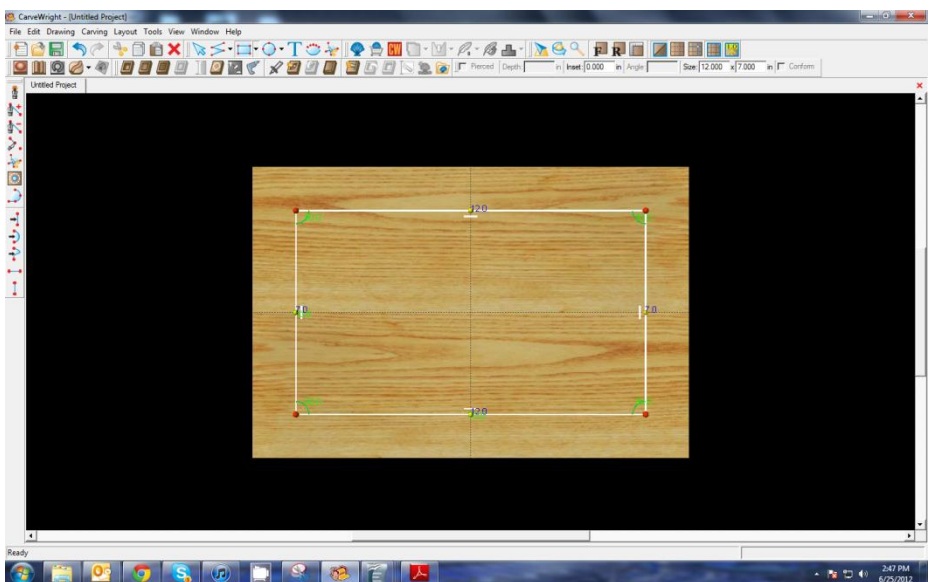 CarveWright - [Untitled Project]
File Edit Drawing Carving Layout Tools View Window Help
T CW F R
Pierced Depth: in Inset: 0.000 in Angle: Size: 12.000 x 7.000 in Conform
Untitled Project
12.0
7.0 7.0
12.0
Ready
2:47 PM
6/25/2012